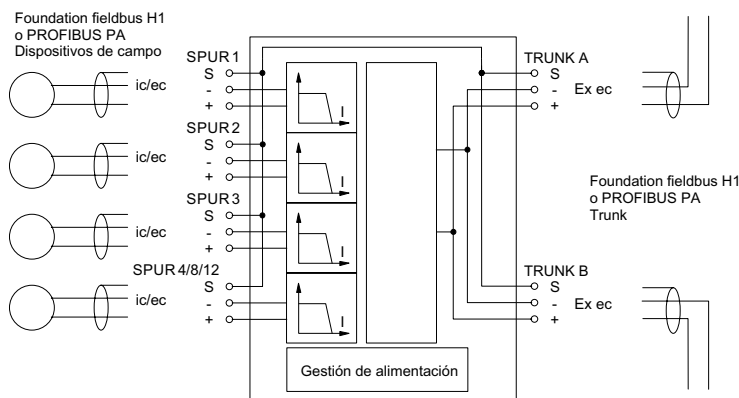 Foundation fieldbus H1
o PROFIBUS PA
Dispositivos de campo
SPUR 1
S
-
+
ic/ec
SPUR 2
S
-
+
ic/ec
SPUR 3
S
-
+
ic/ec
SPUR 4/8/12
S
-
+
ic/ec
I
I
I
I
Gestión de alimentación
TRUNK A
S
-
+
Ex ec
Foundation fieldbus H1
o PROFIBUS PA
Trunk
TRUNK B
S
-
+
Ex ec